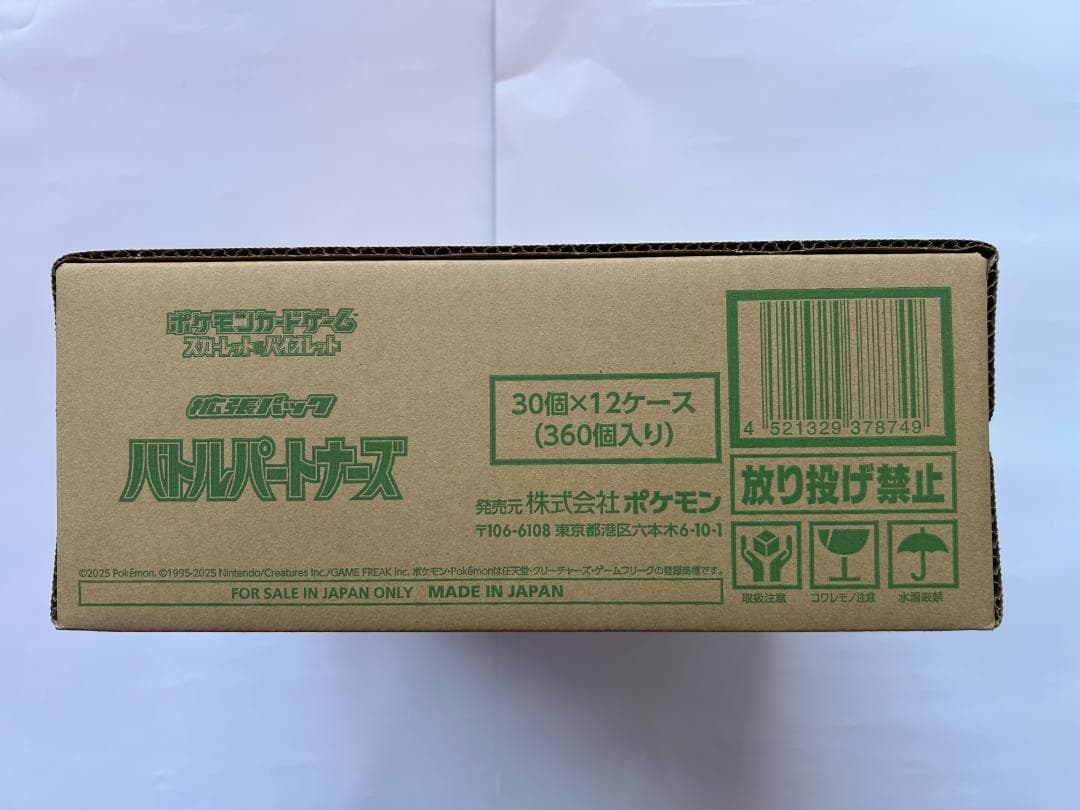 ポケモンカードゲーム
スカーレット&バイオレット
拡張パック
バトルパートナーズ
30個×12ケース
(360個入り)
4 521329 378749
放り投げ禁止
発売元 株式会社 ポケモン
〒106-6108 東京都港区六本木6-10-1
取扱注意 コワレモノ注意 水濡厳禁
©2025 Pokémon. ©1995-2025 Nintendo/Creatures Inc./GAME FREAK inc. ポケモン・Pokémonは任天堂・クリーチャーズ・ゲームフリークの登録商標です。
FOR SALE IN JAPAN ONLY MADE IN JAPAN